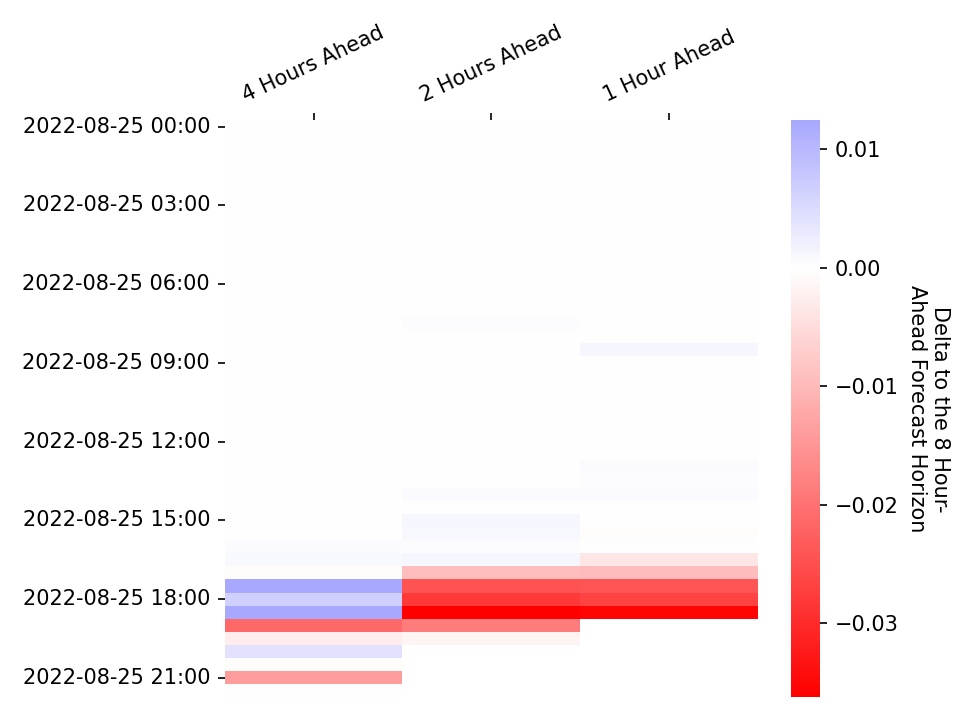 4 Hours Ahead
2 Hours Ahead
1 Hour Ahead
2022-08-25 00:00
2022-08-25 03:00
2022-08-25 06:00
2022-08-25 09:00
2022-08-25 12:00
2022-08-25 15:00
2022-08-25 18:00
2022-08-25 21:00
0.01
0.00
−0.01
−0.02
−0.03
Delta to the 8 Hour-
Ahead Forecast Horizon